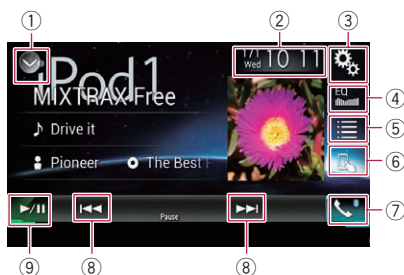 ① ② ③
iPod1
1/1
Wed
10 11
MIXTRAX Free
EQ
④
Drive it
⑤
Pioneer
The Best
⑥
Pause
⑦
⑨ ⑧ ⑧